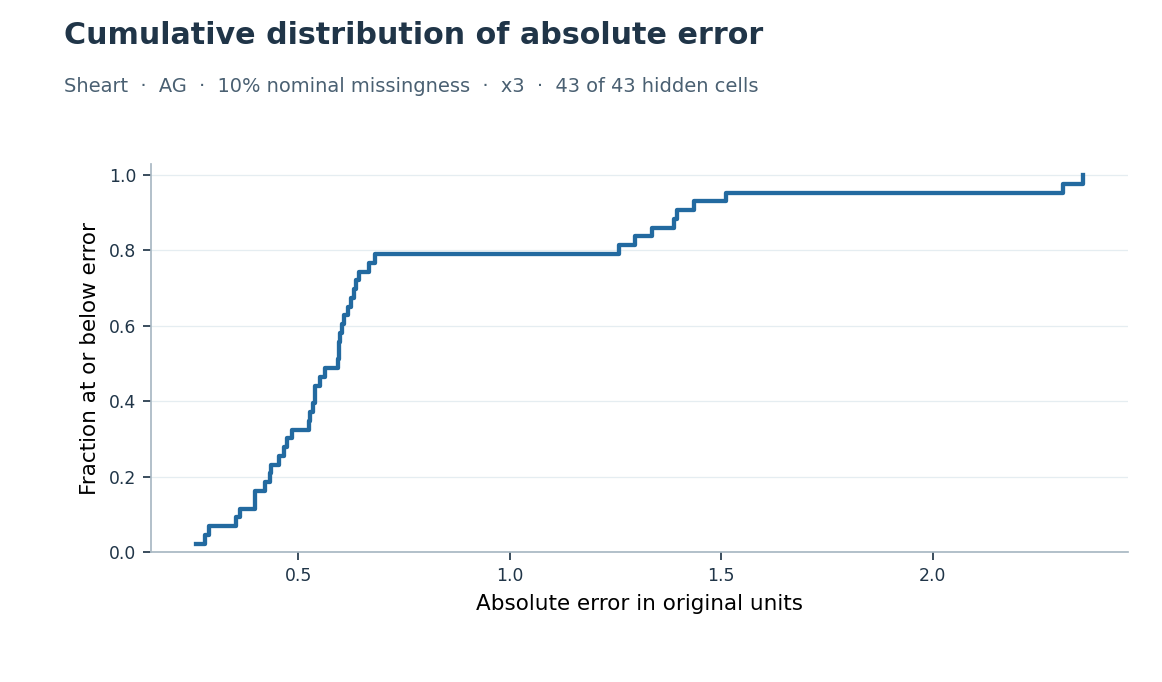 Cumulative distribution of absolute error
Sheart · AG · 10% nominal missingness · x3 · 43 of 43 hidden cells
Fraction at or below error
1.0
0.8
0.6
0.4
0.2
0.0
0.5
1.0
1.5
2.0
Absolute error in original units